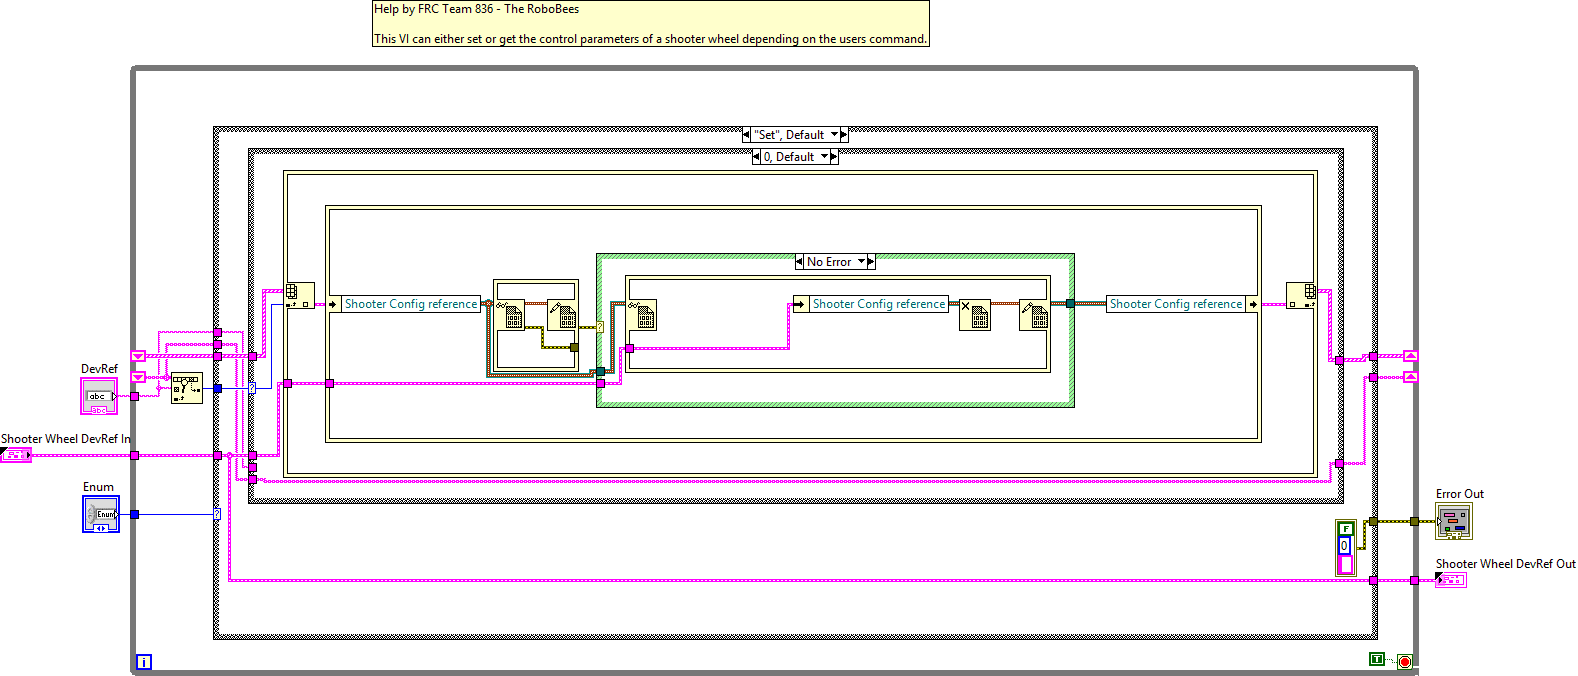 Help by FRC Team 836 - The RoboBees
This VI can either set or get the control parameters of a shooter wheel depending on the users command.
"Set", Default
0, Default
No Error
Shooter Config reference
Shooter Config reference
Shooter Config reference
DevRef
abc
abc
Shooter Wheel DevRef In
Enum
Enum
?
?
?
Error Out
F
0
Shooter Wheel DevRef Out
i
T